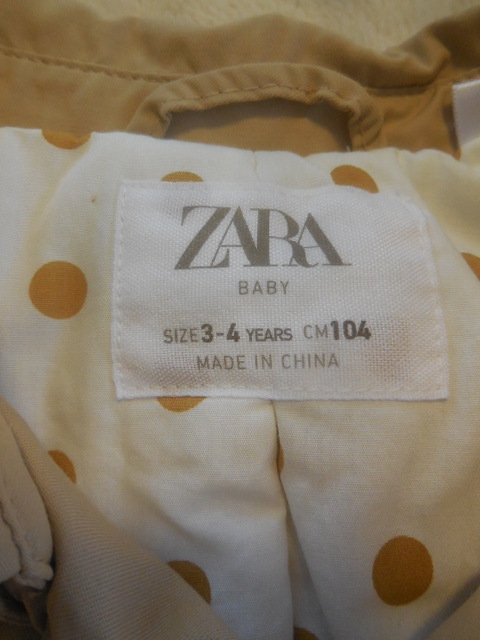 ZARA
BABY
SIZE 3-4 YEARS CM 104
MADE IN CHINA